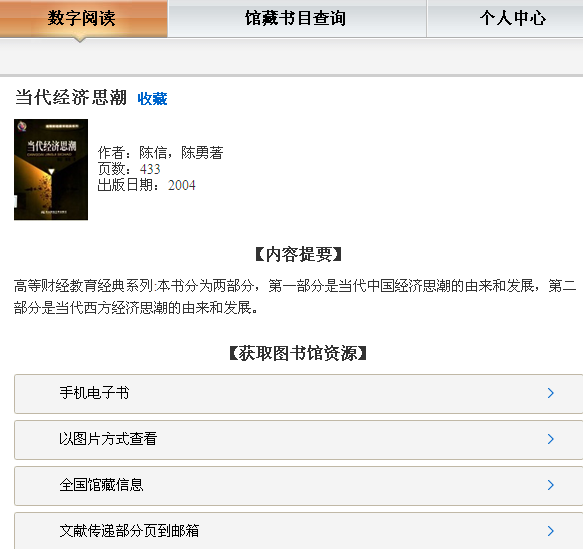 数字阅读
馆藏书目查询
个人中心
当代经济思潮 收藏
当代经济思潮
作者：陈信，陈勇著
页数：433
出版日期：2004
【内容提要】
高等财经教育经典系列:本书分为两部分，第一部分是当代中国经济思潮的由来和发展，第二
部分是当代西方经济思潮的由来和发展。
【获取图书馆资源】
手机电子书
以图片方式查看
全国馆藏信息
文献传递部分页到邮箱